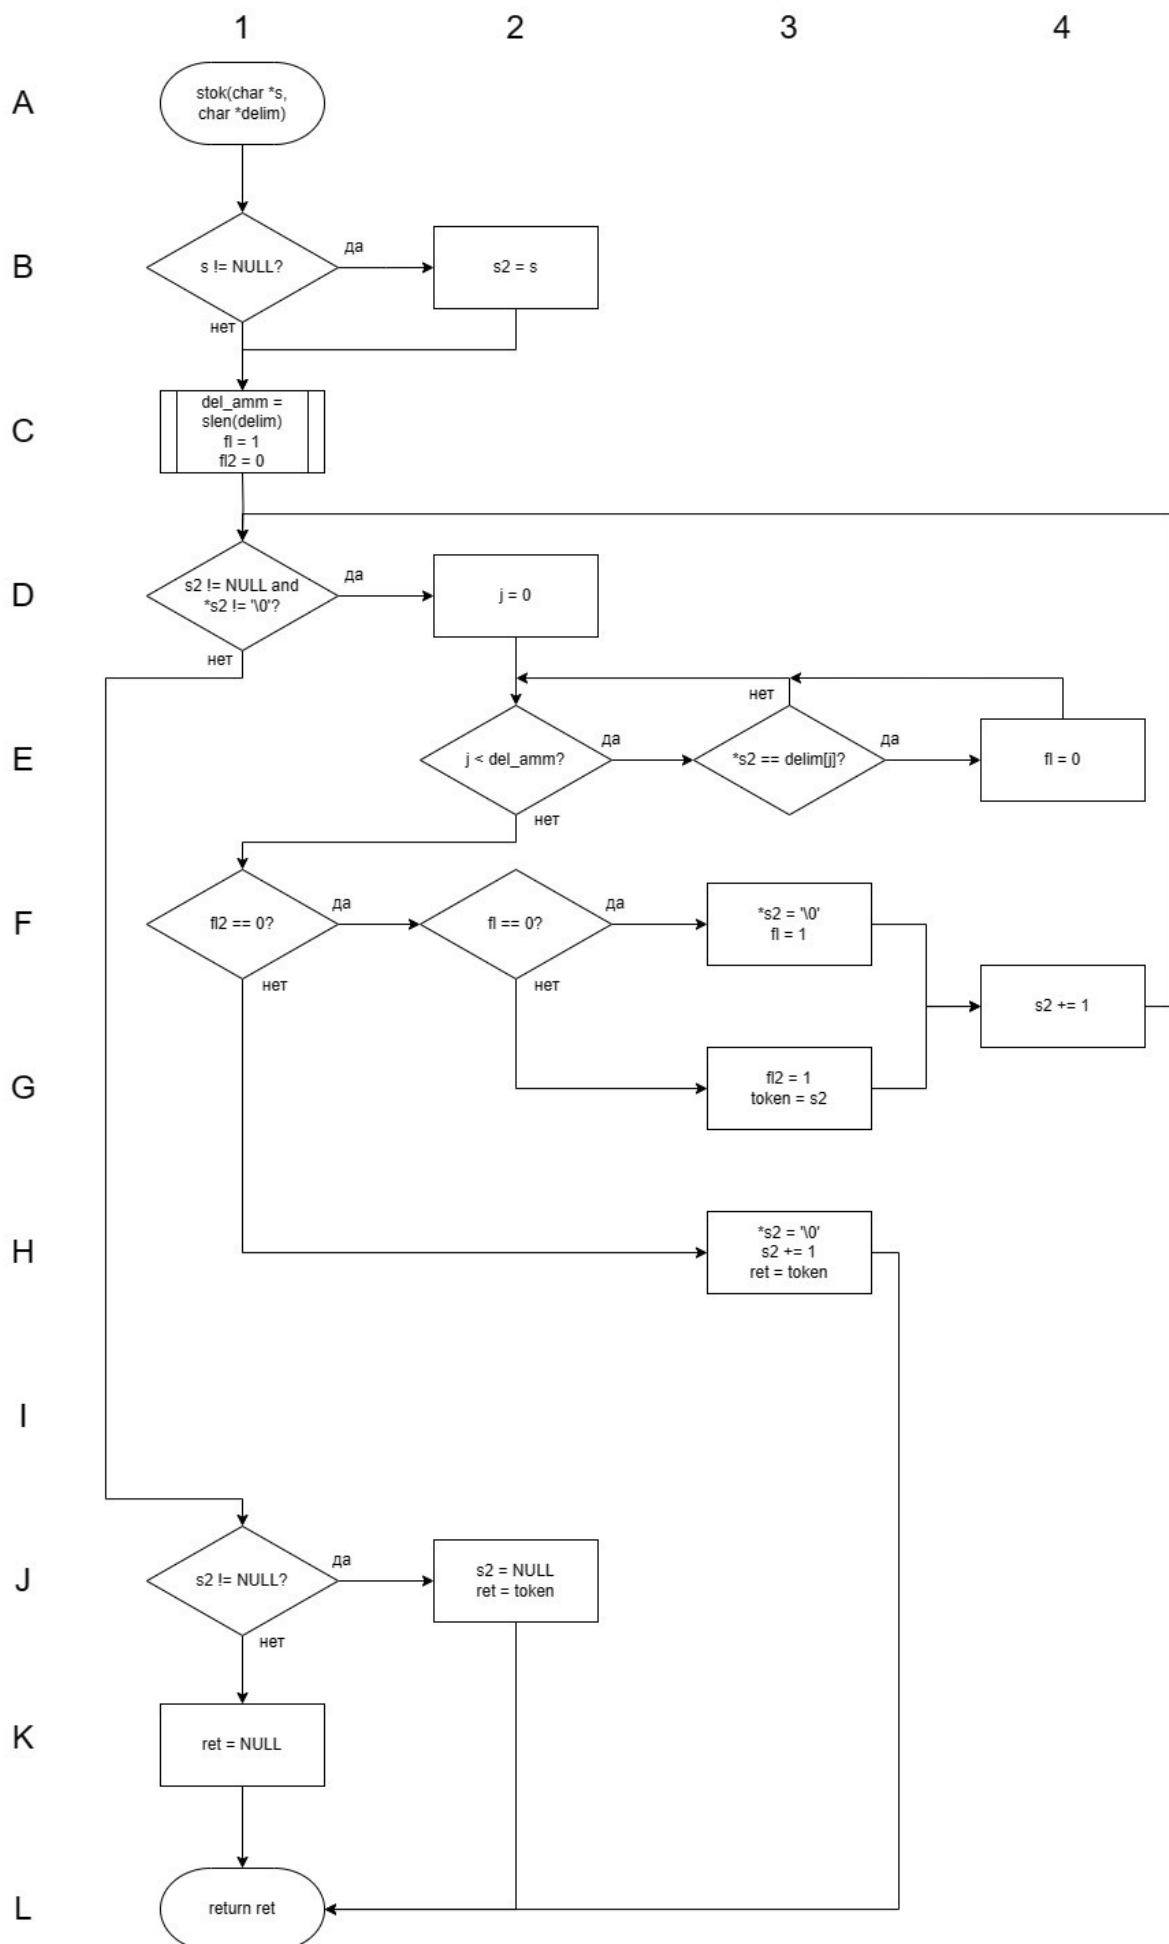 1
2
3
4
A
stok(char *s,
char *delim)
B
s != NULL?
да
s2 = s
нет
C
del_amm =
slen(delim)
fl = 1
fl2 = 0
D
s2 != NULL and
*s2 != '\0'?
да
j = 0
нет
нет
E
j < del_amm?
да
*s2 == delim[j]?
да
fl = 0
нет
F
fl2 == 0?
да
fl == 0?
да
*s2 = '\0'
fl = 1
нет
нет
s2 += 1
G
fl2 = 1
token = s2
H
*s2 = '\0'
s2 += 1
ret = token
I
J
s2 != NULL?
да
s2 = NULL
ret = token
нет
K
ret = NULL
L
return ret